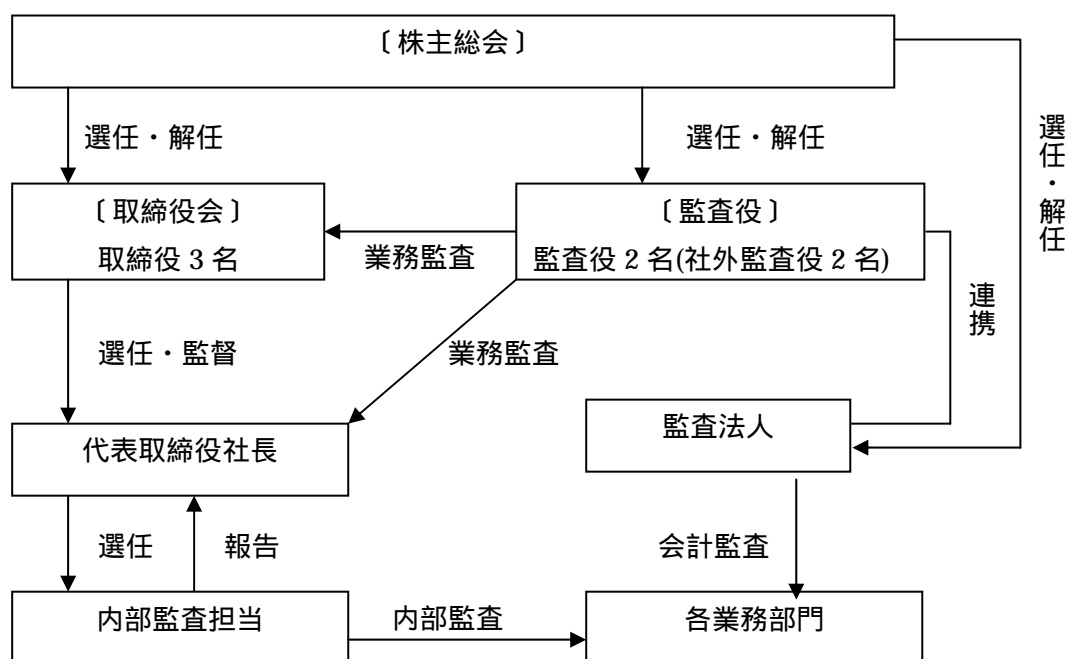 〔株主総会〕
選任・解任
選任・解任
選任・解任
〔取締役会〕
取締役 3 名
〔監査役〕
監査役 2 名(社外監査役 2 名)
業務監査
連携
選任・監督
業務監査
代表取締役社長
監査法人
選任
報告
会計監査
内部監査担当
内部監査
各業務部門